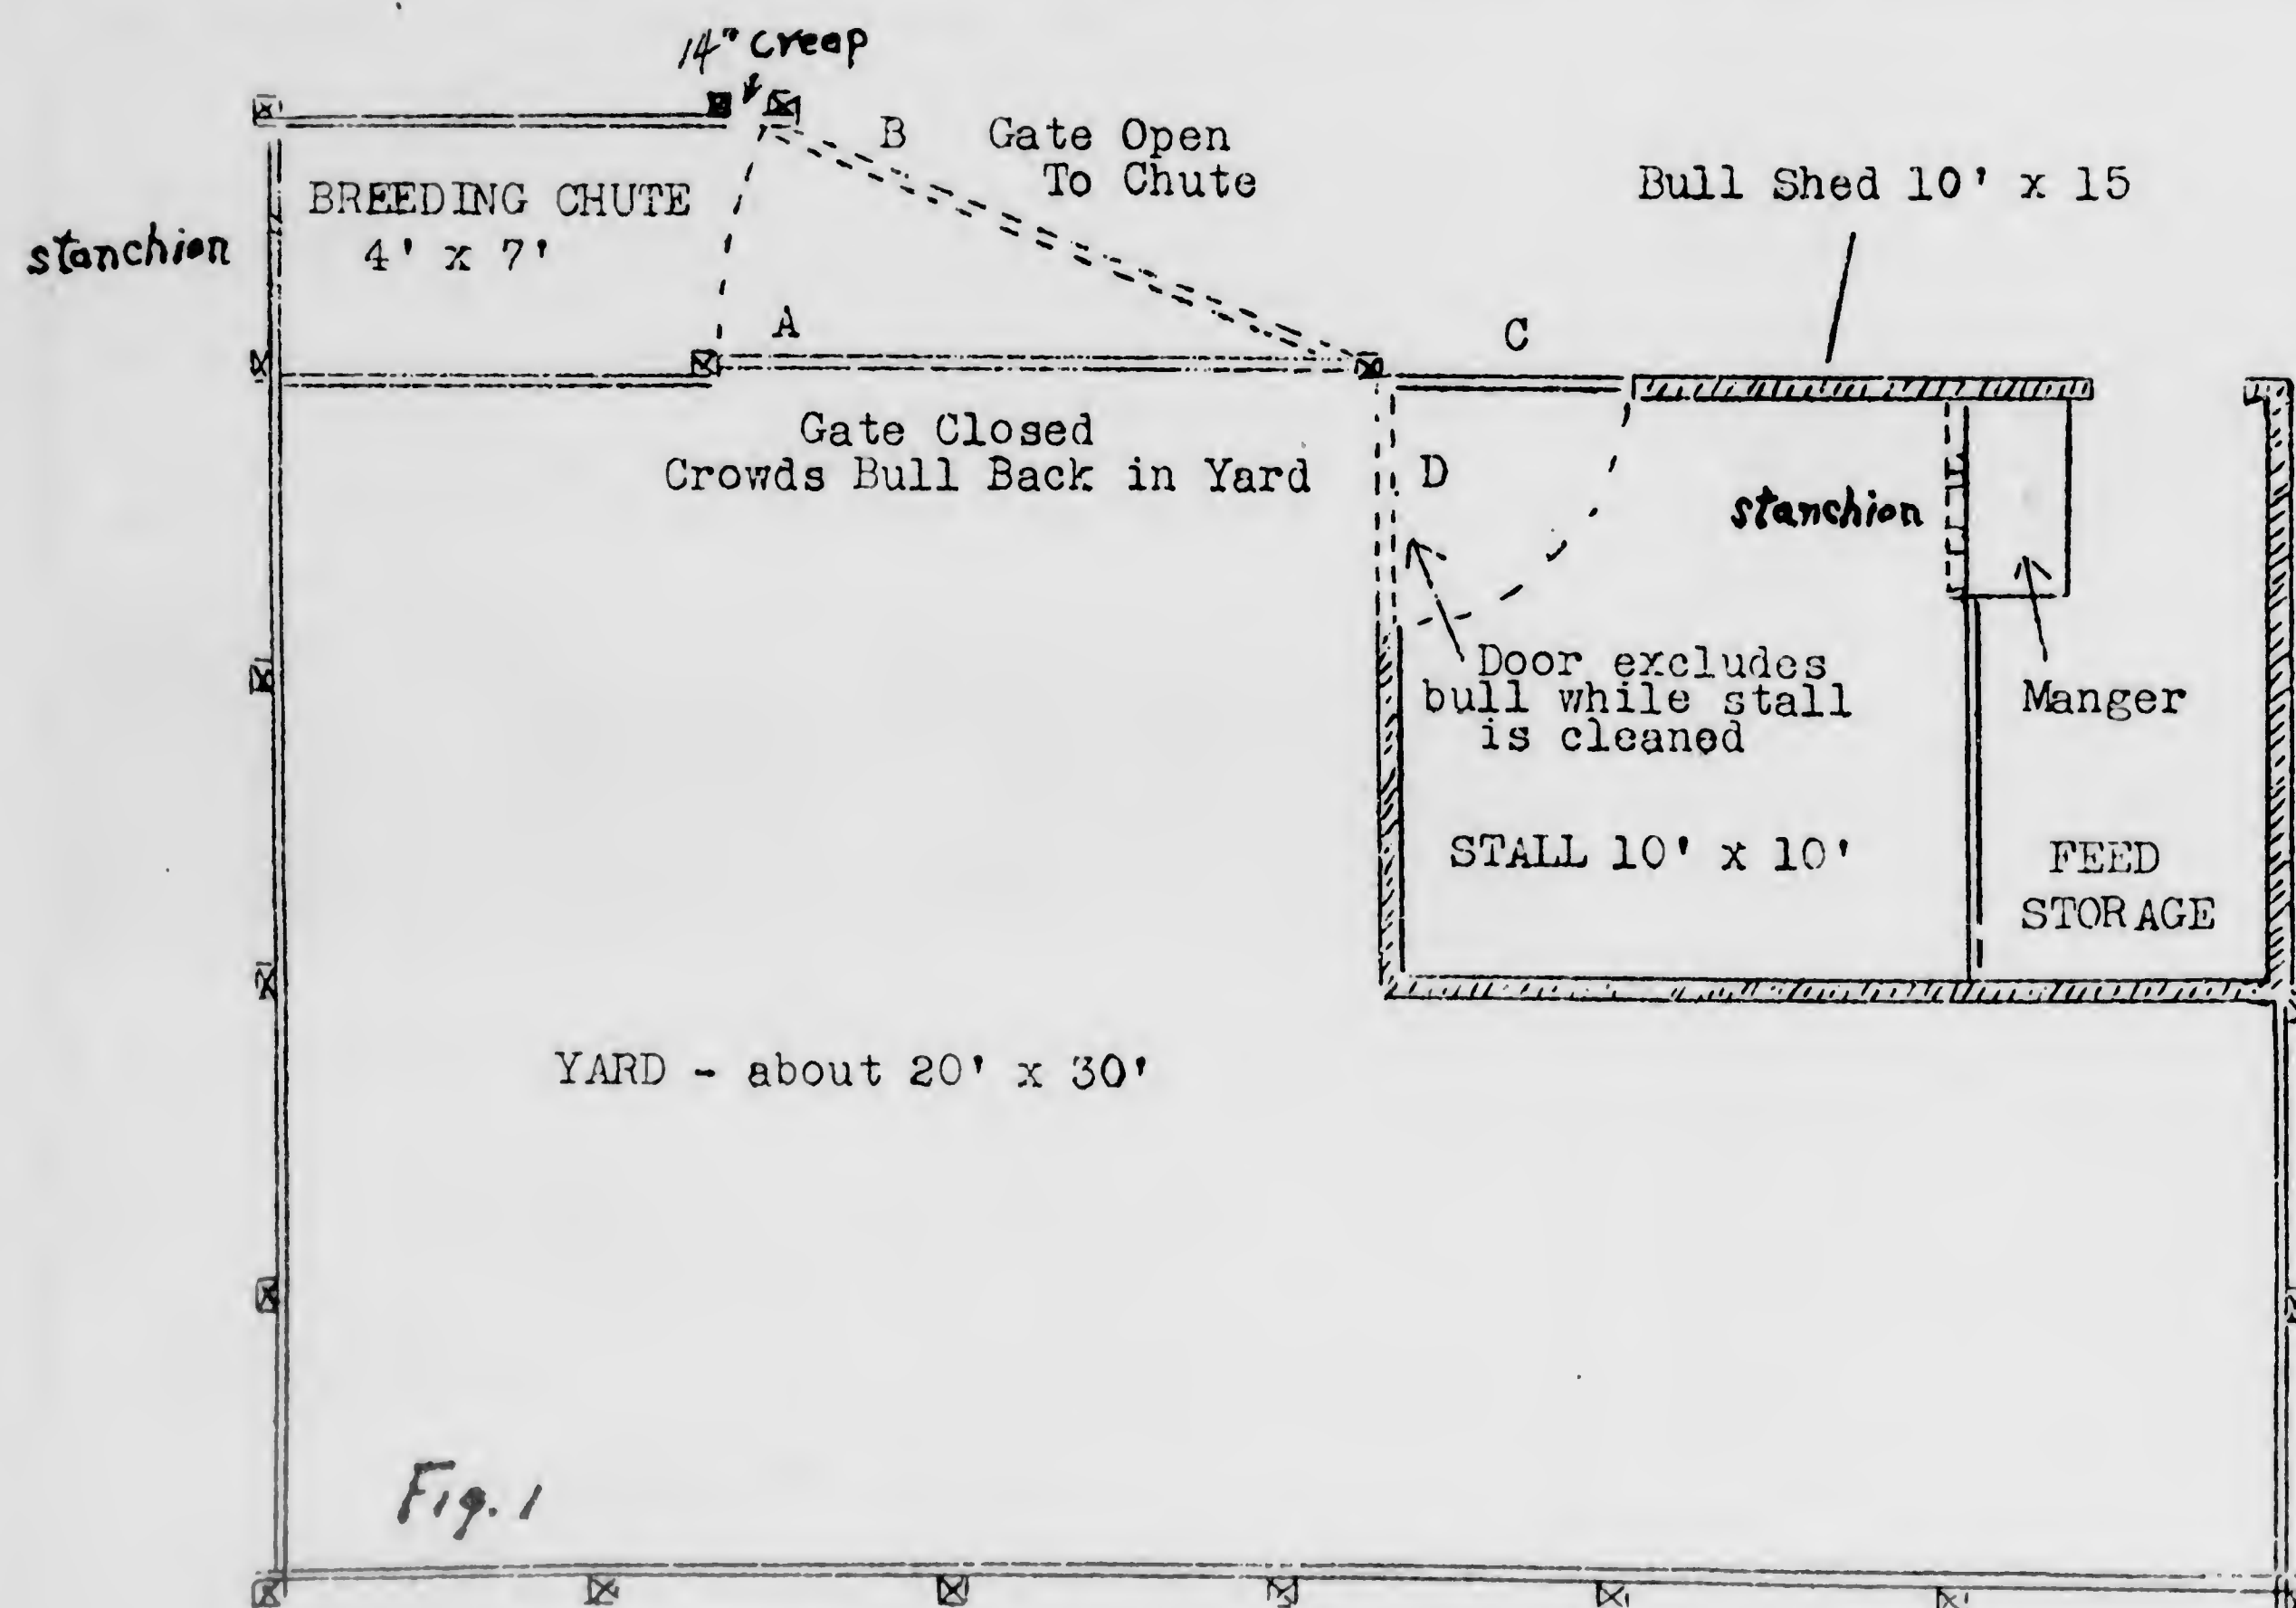 14" creep
B Gate Open
To Chute
Bull Shed 10' x 15
BREEDING CHUTE
4' x 7'
stanchion
A
C
Gate Closed
Crowds Bull Back in Yard
D
stanchion
Door excludes
bull while stall
is cleaned
Manger
STALL 10' x 10'
FEED
STORAGE
YARD - about 20' x 30'
Fig. 1